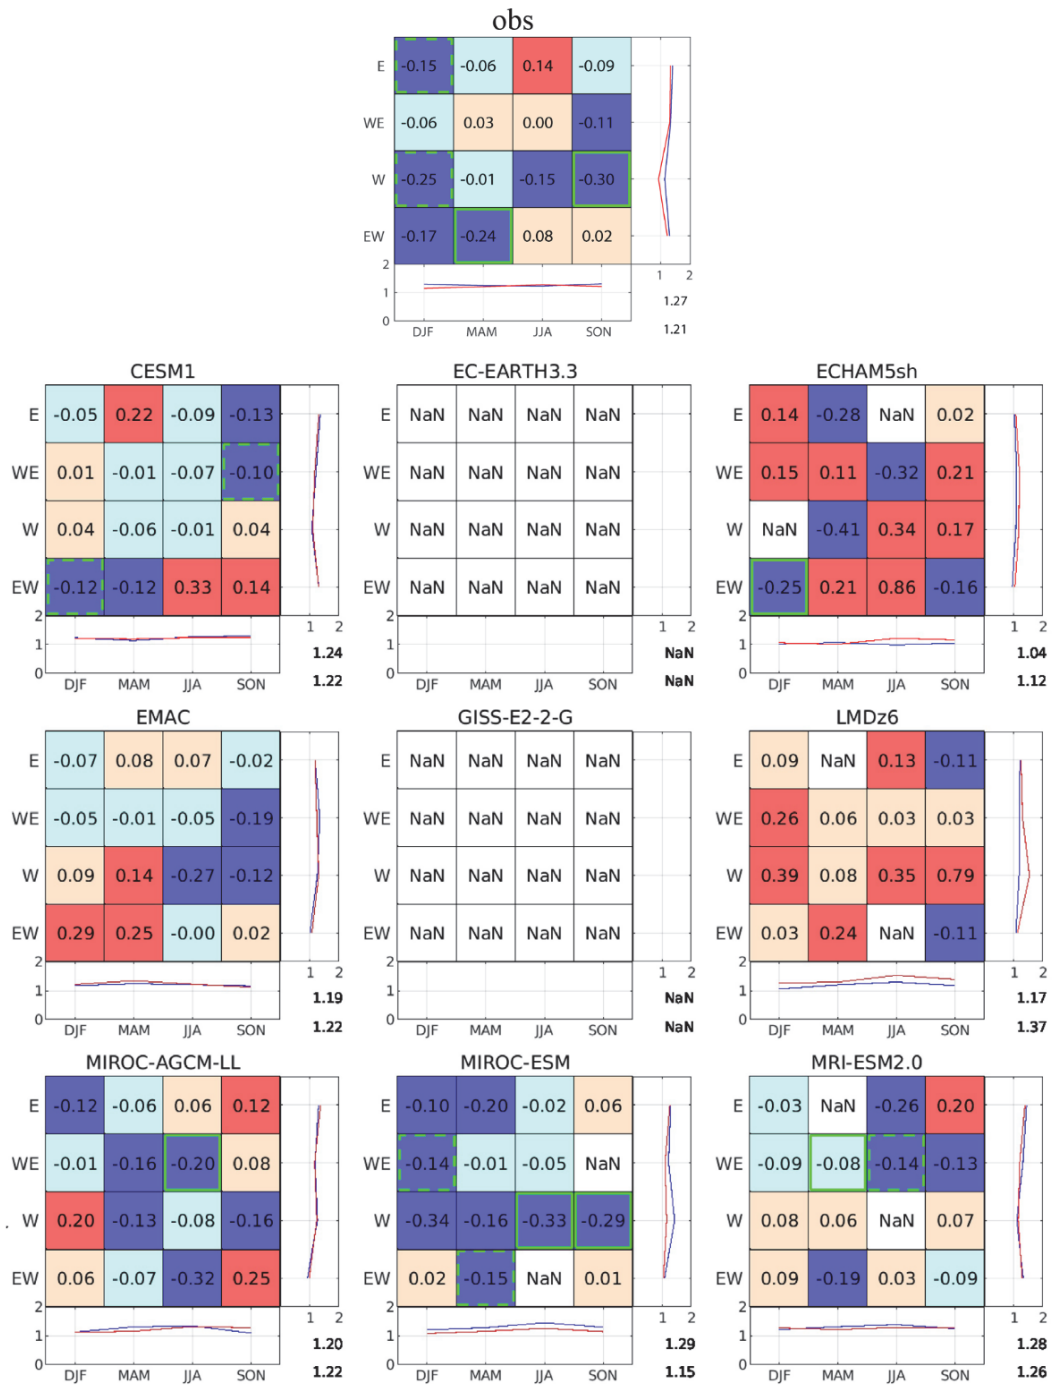 obs
E -0.15 -0.06 0.14 -0.09
WE -0.06 0.03 0.00 -0.11
W -0.25 -0.01 -0.15 -0.30
EW -0.17 -0.24 0.08 0.02
2 1 2
1 1.27
0 1.21
DJF MAM JJA SON
CESM1 EC-EARTH3.3 ECHAM5sh
E -0.05 0.22 -0.09 -0.13 NaN NaN NaN NaN E 0.14 -0.28 NaN 0.02
WE 0.01 -0.01 -0.07 -0.10 NaN NaN NaN NaN WE 0.15 0.11 -0.32 0.21
W 0.04 -0.06 -0.01 0.04 NaN NaN NaN NaN W NaN -0.41 0.34 0.17
EW -0.12 -0.12 0.33 0.14 NaN NaN NaN NaN EW -0.25 0.21 0.86 -0.16
2 1 2 1 2 2 1 2
1 1.24 NaN 1 1.04
0 1.22 NaN 0 1.12
DJF MAM JJA SON DJF MAM JJA SON DJF MAM JJA SON
EMAC GISS-E2-2-G LMDz6
E -0.07 0.08 0.07 -0.02 NaN NaN NaN NaN E 0.09 NaN 0.13 -0.11
WE -0.05 -0.01 -0.05 -0.19 NaN NaN NaN NaN WE 0.26 0.06 0.03 0.03
W 0.09 0.14 -0.27 -0.12 NaN NaN NaN NaN W 0.39 0.08 0.35 0.79
EW 0.29 0.25 -0.00 0.02 NaN NaN NaN NaN EW 0.03 0.24 NaN -0.11
2 1 2 2 1 2 2 1 2
1 1.19 1 NaN 1 1.17
0 1.22 0 NaN 0 1.37
DJF MAM JJA SON DJF MAM JJA SON DJF MAM JJA SON
MIROC-AGCM-LL MIROC-ESM MRI-ESM2.0
E -0.12 -0.06 0.06 0.12 E -0.10 -0.20 -0.02 0.06 E -0.03 NaN -0.26 0.20
WE -0.01 -0.16 -0.20 0.08 WE -0.14 -0.01 -0.05 NaN WE -0.09 -0.08 -0.14 -0.13
W 0.20 -0.13 -0.08 -0.16 W -0.34 -0.16 -0.33 -0.29 W 0.08 0.06 NaN 0.07
EW 0.06 -0.07 -0.32 0.25 EW 0.02 -0.15 NaN 0.01 EW 0.09 -0.19 0.03 -0.09
2 1 2 2 1 2 2 1 2
1 1.20 1 1.29 1 1.28
0 1.22 0 1.15 0 1.26
DJF MAM JJA SON DJF MAM JJA SON DJF MAM JJA SON